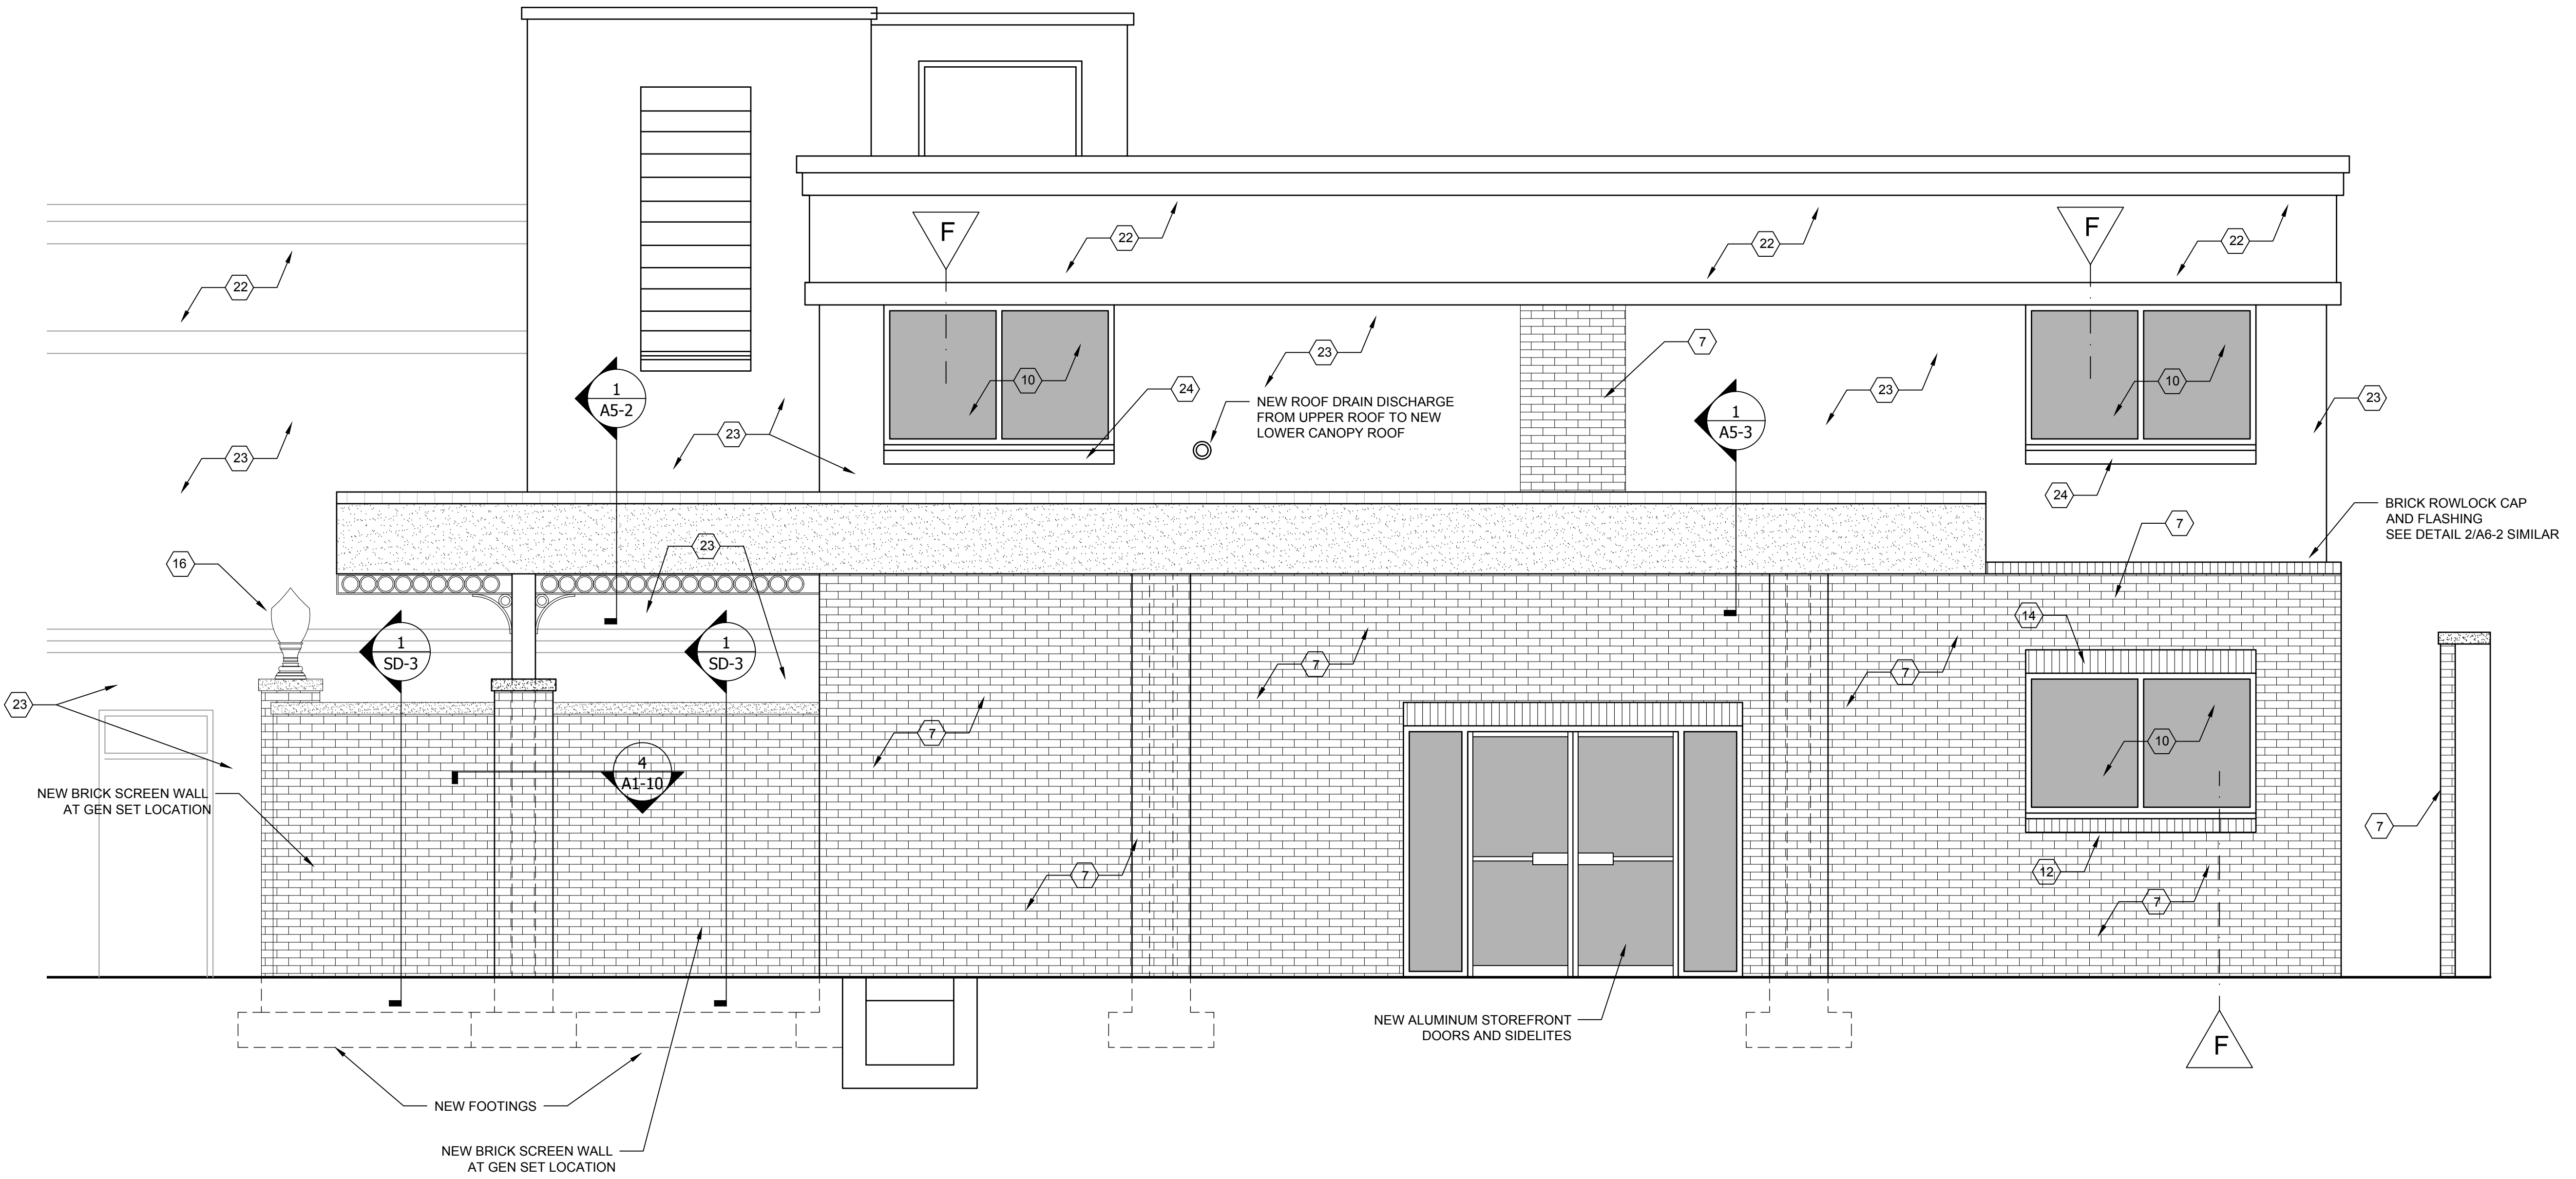 F
22
22
F
22
22
23
7
10
24
1
A5-2
NEW ROOF DRAIN DISCHARGE
FROM UPPER ROOF TO NEW
LOWER CANOPY ROOF
1
A5-3
23
10
23
23
23
24
BRICK ROWLOCK CAP
AND FLASHING
SEE DETAIL 2/A6-2 SIMILAR
7
23
16
14
1
SD-3
1
SD-3
7
7
23
7
10
4
A1-10
NEW BRICK SCREEN WALL
AT GEN SET LOCATION
7
7
12
7
NEW ALUMINUM STOREFRONT
DOORS AND SIDELITES
F
NEW FOOTINGS
NEW BRICK SCREEN WALL
AT GEN SET LOCATION